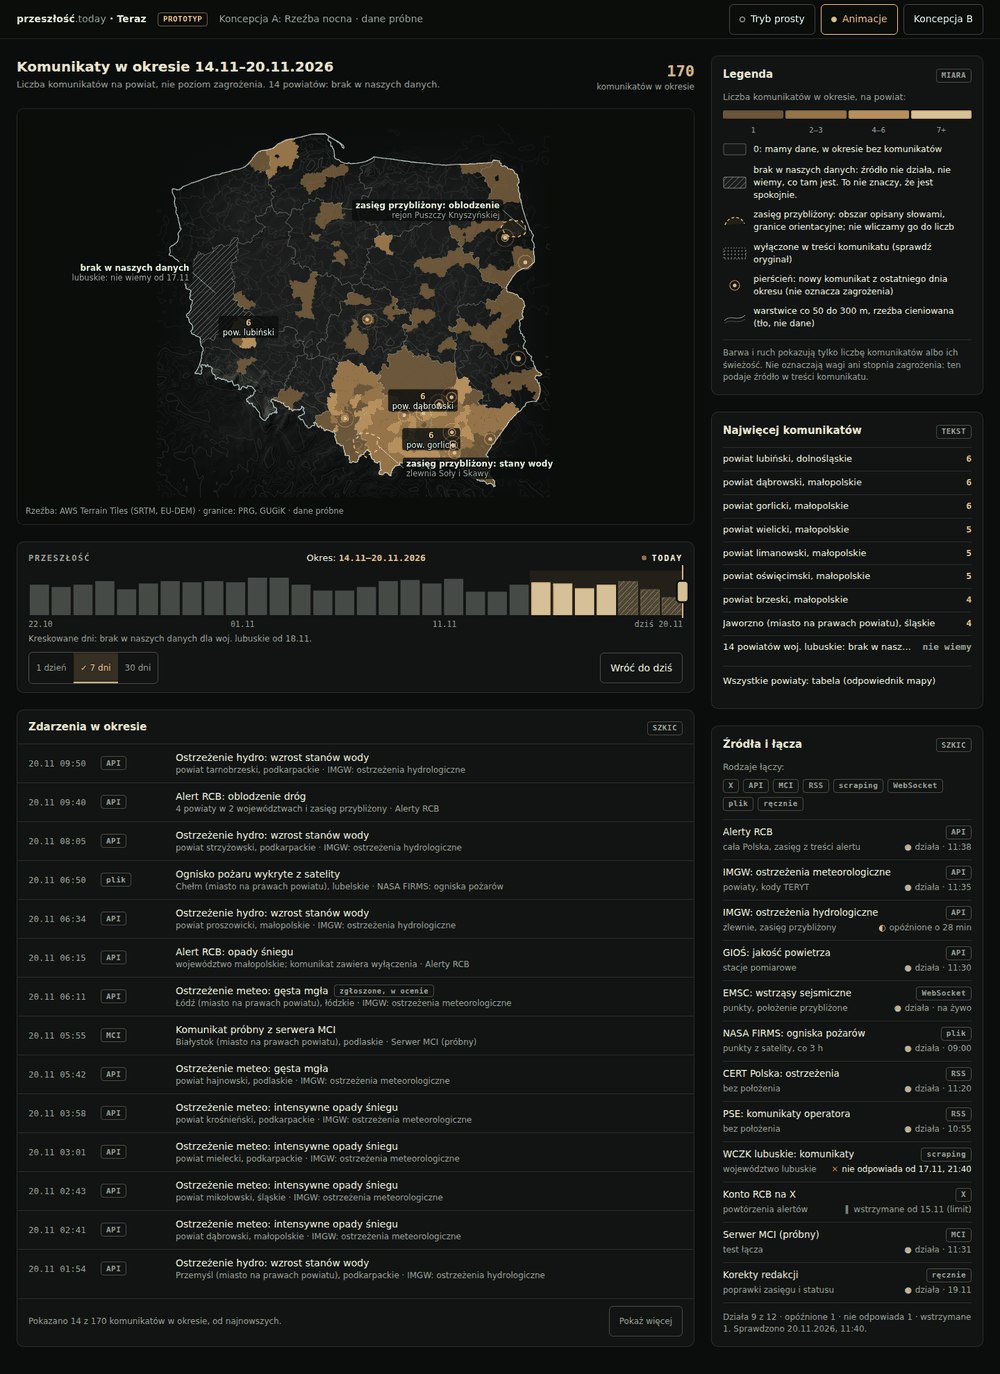 przeszłość.today · Teraz PROTOTYP Koncepcja A: Rzeźba nocna · dane próbne
Tryb prosty
Animacje
Koncepcja B
Komunikaty w okresie 14.11–20.11.2026
Liczba komunikatów na powiat, nie poziom zagrożenia. 14 powiatów: brak w naszych danych.
170
komunikatów w okresie
zasięg przybliżony: oblodzenie
rejon Puszczy Knyszyńskiej
brak w naszych danych
lubuskie: nie wiemy od 17.11
6
pow. lubiński
6
pow. dąbrowski
6
pow. gorlicki
zasięg przybliżony: stany wody
zlewnia Soły i Skawy
Rzeźba: AWS Terrain Tiles (SRTM, EU-DEM) · granice: PRG, GUGiK · dane próbne
PRZESZŁOŚĆ
Okres: 14.11–20.11.2026
TODAY
22.10
01.11
11.11
dziś 20.11
Kreskowane dni: brak w naszych danych dla woj. lubuskie od 18.11.
1 dzień
✓ 7 dni
30 dni
Wróć do dziś
Zdarzenia w okresie
SZKIC
20.11 09:50 API Ostrzeżenie hydro: wzrost stanów wody
powiat tarnobrzeski, podkarpackie · IMGW: ostrzeżenia hydrologiczne
20.11 09:40 API Alert RCB: oblodzenie dróg
4 powiaty w 2 województwach i zasięg przybliżony · Alerty RCB
20.11 08:05 API Ostrzeżenie hydro: wzrost stanów wody
powiat strzyżowski, podkarpackie · IMGW: ostrzeżenia hydrologiczne
20.11 06:50 plik Ognisko pożaru wykryte z satelity
Chełm (miasto na prawach powiatu), lubelskie · NASA FIRMS: ogniska pożarów
20.11 06:34 API Ostrzeżenie hydro: wzrost stanów wody
powiat proszowicki, małopolskie · IMGW: ostrzeżenia hydrologiczne
20.11 06:15 API Alert RCB: opady śniegu
województwo małopolskie; komunikat zawiera wyłączenia · Alerty RCB
20.11 06:11 API Ostrzeżenie meteo: gęsta mgła zgłoszone, w ocenie
Łódź (miasto na prawach powiatu), łódzkie · IMGW: ostrzeżenia meteorologiczne
20.11 05:55 MCI Komunikat próbny z serwera MCI
Białystok (miasto na prawach powiatu), podlaskie · Serwer MCI (próbny)
20.11 05:42 API Ostrzeżenie meteo: gęsta mgła
powiat hajnowski, podlaskie · IMGW: ostrzeżenia meteorologiczne
20.11 03:58 API Ostrzeżenie meteo: intensywne opady śniegu
powiat krośnieński, podkarpackie · IMGW: ostrzeżenia meteorologiczne
20.11 03:01 API Ostrzeżenie meteo: intensywne opady śniegu
powiat mielecki, podkarpackie · IMGW: ostrzeżenia meteorologiczne
20.11 02:43 API Ostrzeżenie meteo: intensywne opady śniegu
powiat mikołowski, śląskie · IMGW: ostrzeżenia meteorologiczne
20.11 02:41 API Ostrzeżenie meteo: intensywne opady śniegu
powiat dąbrowski, małopolskie · IMGW: ostrzeżenia meteorologiczne
20.11 01:54 API Ostrzeżenie hydro: wzrost stanów wody
Przemyśl (miasto na prawach powiatu), podkarpackie · IMGW: ostrzeżenia hydrologiczne
Pokazano 14 z 170 komunikatów w okresie, od najnowszych.
Pokaż więcej
Legenda
MIARA
Liczba komunikatów w okresie, na powiat:
1
2–3
4–6
7+
0: mamy dane, w okresie bez komunikatów
brak w naszych danych: źródło nie działa, nie
wiemy, co tam jest. To nie znaczy, że jest
spokojnie.
zasięg przybliżony: obszar opisany słowami,
granice orientacyjne; nie wliczamy go do liczb
wyłączone w treści komunikatu (sprawdź
oryginał)
pierścień: nowy komunikat z ostatniego dnia
okresu (nie oznacza zagrożenia)
warstwice co 50 do 300 m, rzeźba cieniowana
(tło, nie dane)
Barwa i ruch pokazują tylko liczbę komunikatów albo ich
świeżość. Nie oznaczają wagi ani stopnia zagrożenia: ten
podaje źródło w treści komunikatu.
Najwięcej komunikatów
TEKST
powiat lubiński, dolnośląskie 6
powiat dąbrowski, małopolskie 6
powiat gorlicki, małopolskie 6
powiat wielicki, małopolskie 5
powiat limanowski, małopolskie 5
powiat oświęcimski, małopolskie 5
powiat brzeski, małopolskie 4
Jaworzno (miasto na prawach powiatu), śląskie 4
14 powiatów woj. lubuskie: brak w nasz… nie wiemy
Wszystkie powiaty: tabela (odpowiednik mapy)
Źródła i łącza
SZKIC
Rodzaje łączy:
X API MCI RSS scraping WebSocket
plik ręcznie
Alerty RCB API
cała Polska, zasięg z treści alertu działa · 11:38
IMGW: ostrzeżenia meteorologiczne API
powiaty, kody TERYT działa · 11:35
IMGW: ostrzeżenia hydrologiczne API
zlewnie, zasięg przybliżony opóźnione o 28 min
GIOŚ: jakość powietrza API
stacje pomiarowe działa · 11:30
EMSC: wstrząsy sejsmiczne WebSocket
punkty, położenie przybliżone działa · na żywo
NASA FIRMS: ogniska pożarów plik
punkty z satelity, co 3 h działa · 09:00
CERT Polska: ostrzeżenia RSS
bez położenia działa · 11:20
PSE: komunikaty operatora RSS
bez położenia działa · 10:55
WCZK lubuskie: komunikaty scraping
województwo lubuskie × nie odpowiada od 17.11, 21:40
Konto RCB na X X
powtórzenia alertów wstrzymane od 15.11 (limit)
Serwer MCI (próbny) MCI
test łącza działa · 11:31
Korekty redakcji ręcznie
poprawki zasięgu i statusu działa · 19.11
Działa 9 z 12 · opóźnione 1 · nie odpowiada 1 · wstrzymane
1. Sprawdzono 20.11.2026, 11:40.